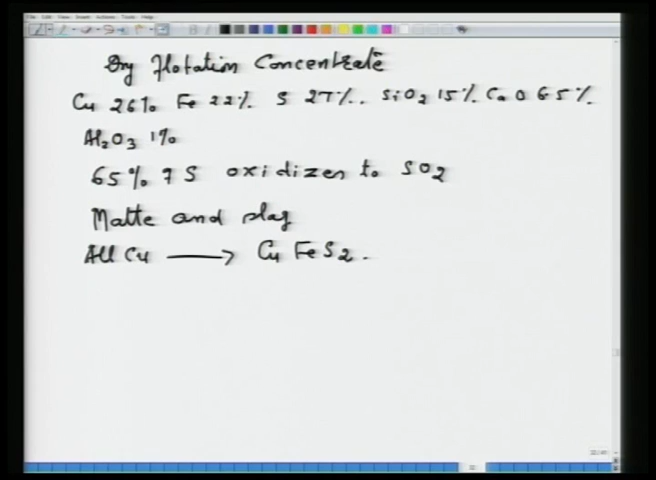 Dry flotation Concentrate
Cu 26% Fe 22% S 27%. SiO2 15% CaO 6.5%.
Al2O3 1%
65% of S oxidizes to SO2
Matte and slag
All Cu → CuFeS2.